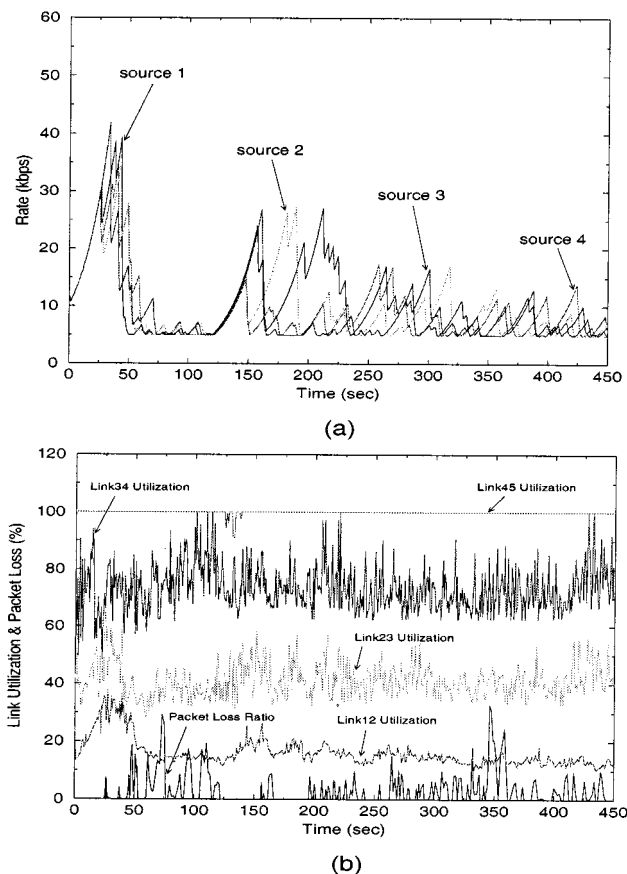 60
50
40
30
20
10
0
Rate (kbps)
source 1
source 2
source 3
source 4
0 50 100 150 200 250 300 350 400 450
Time (sec)
(a)
120
100
80
60
40
20
0
Link Utilization & Packet Loss (%)
Link34 Utilization
Link45 Utilization
Link23 Utilization
Packet Loss Ratio
Link12 Utilization
0 50 100 150 200 250 300 350 400 450
Time (sec)
(b)